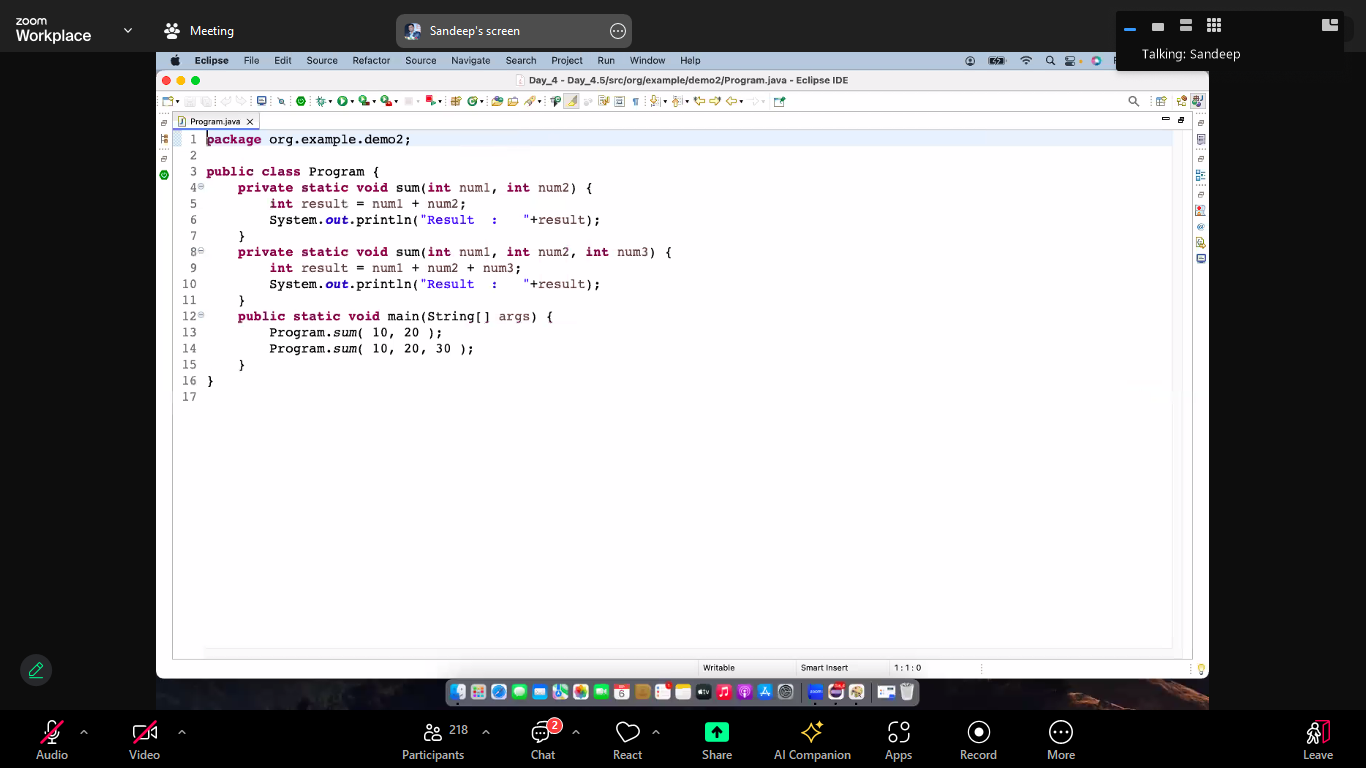 zoom
Workplace
Meeting
Sandeep's screen
Talking: Sandeep
Eclipse File Edit Source Refactor Source Navigate Search Project Run Window Help
Day_4 - Day_4.5/src/org/example/demo2/Program.java - Eclipse IDE
Program.java
1 package org.example.demo2;
2
3 public class Program {
4 private static void sum(int num1, int num2) {
5 int result = num1 + num2;
6 System.out.println("Result  :   "+result);
7 }
8 private static void sum(int num1, int num2, int num3) {
9 int result = num1 + num2 + num3;
10 System.out.println("Result  :   "+result);
11 }
12 public static void main(String[] args) {
13 Program.sum( 10, 20 );
14 Program.sum( 10, 20, 30 );
15 }
16 }
17
Writable Smart Insert 1 : 1 : 0
Audio Video Participants 218 Chat 2 React Share AI Companion Apps Record More Leave